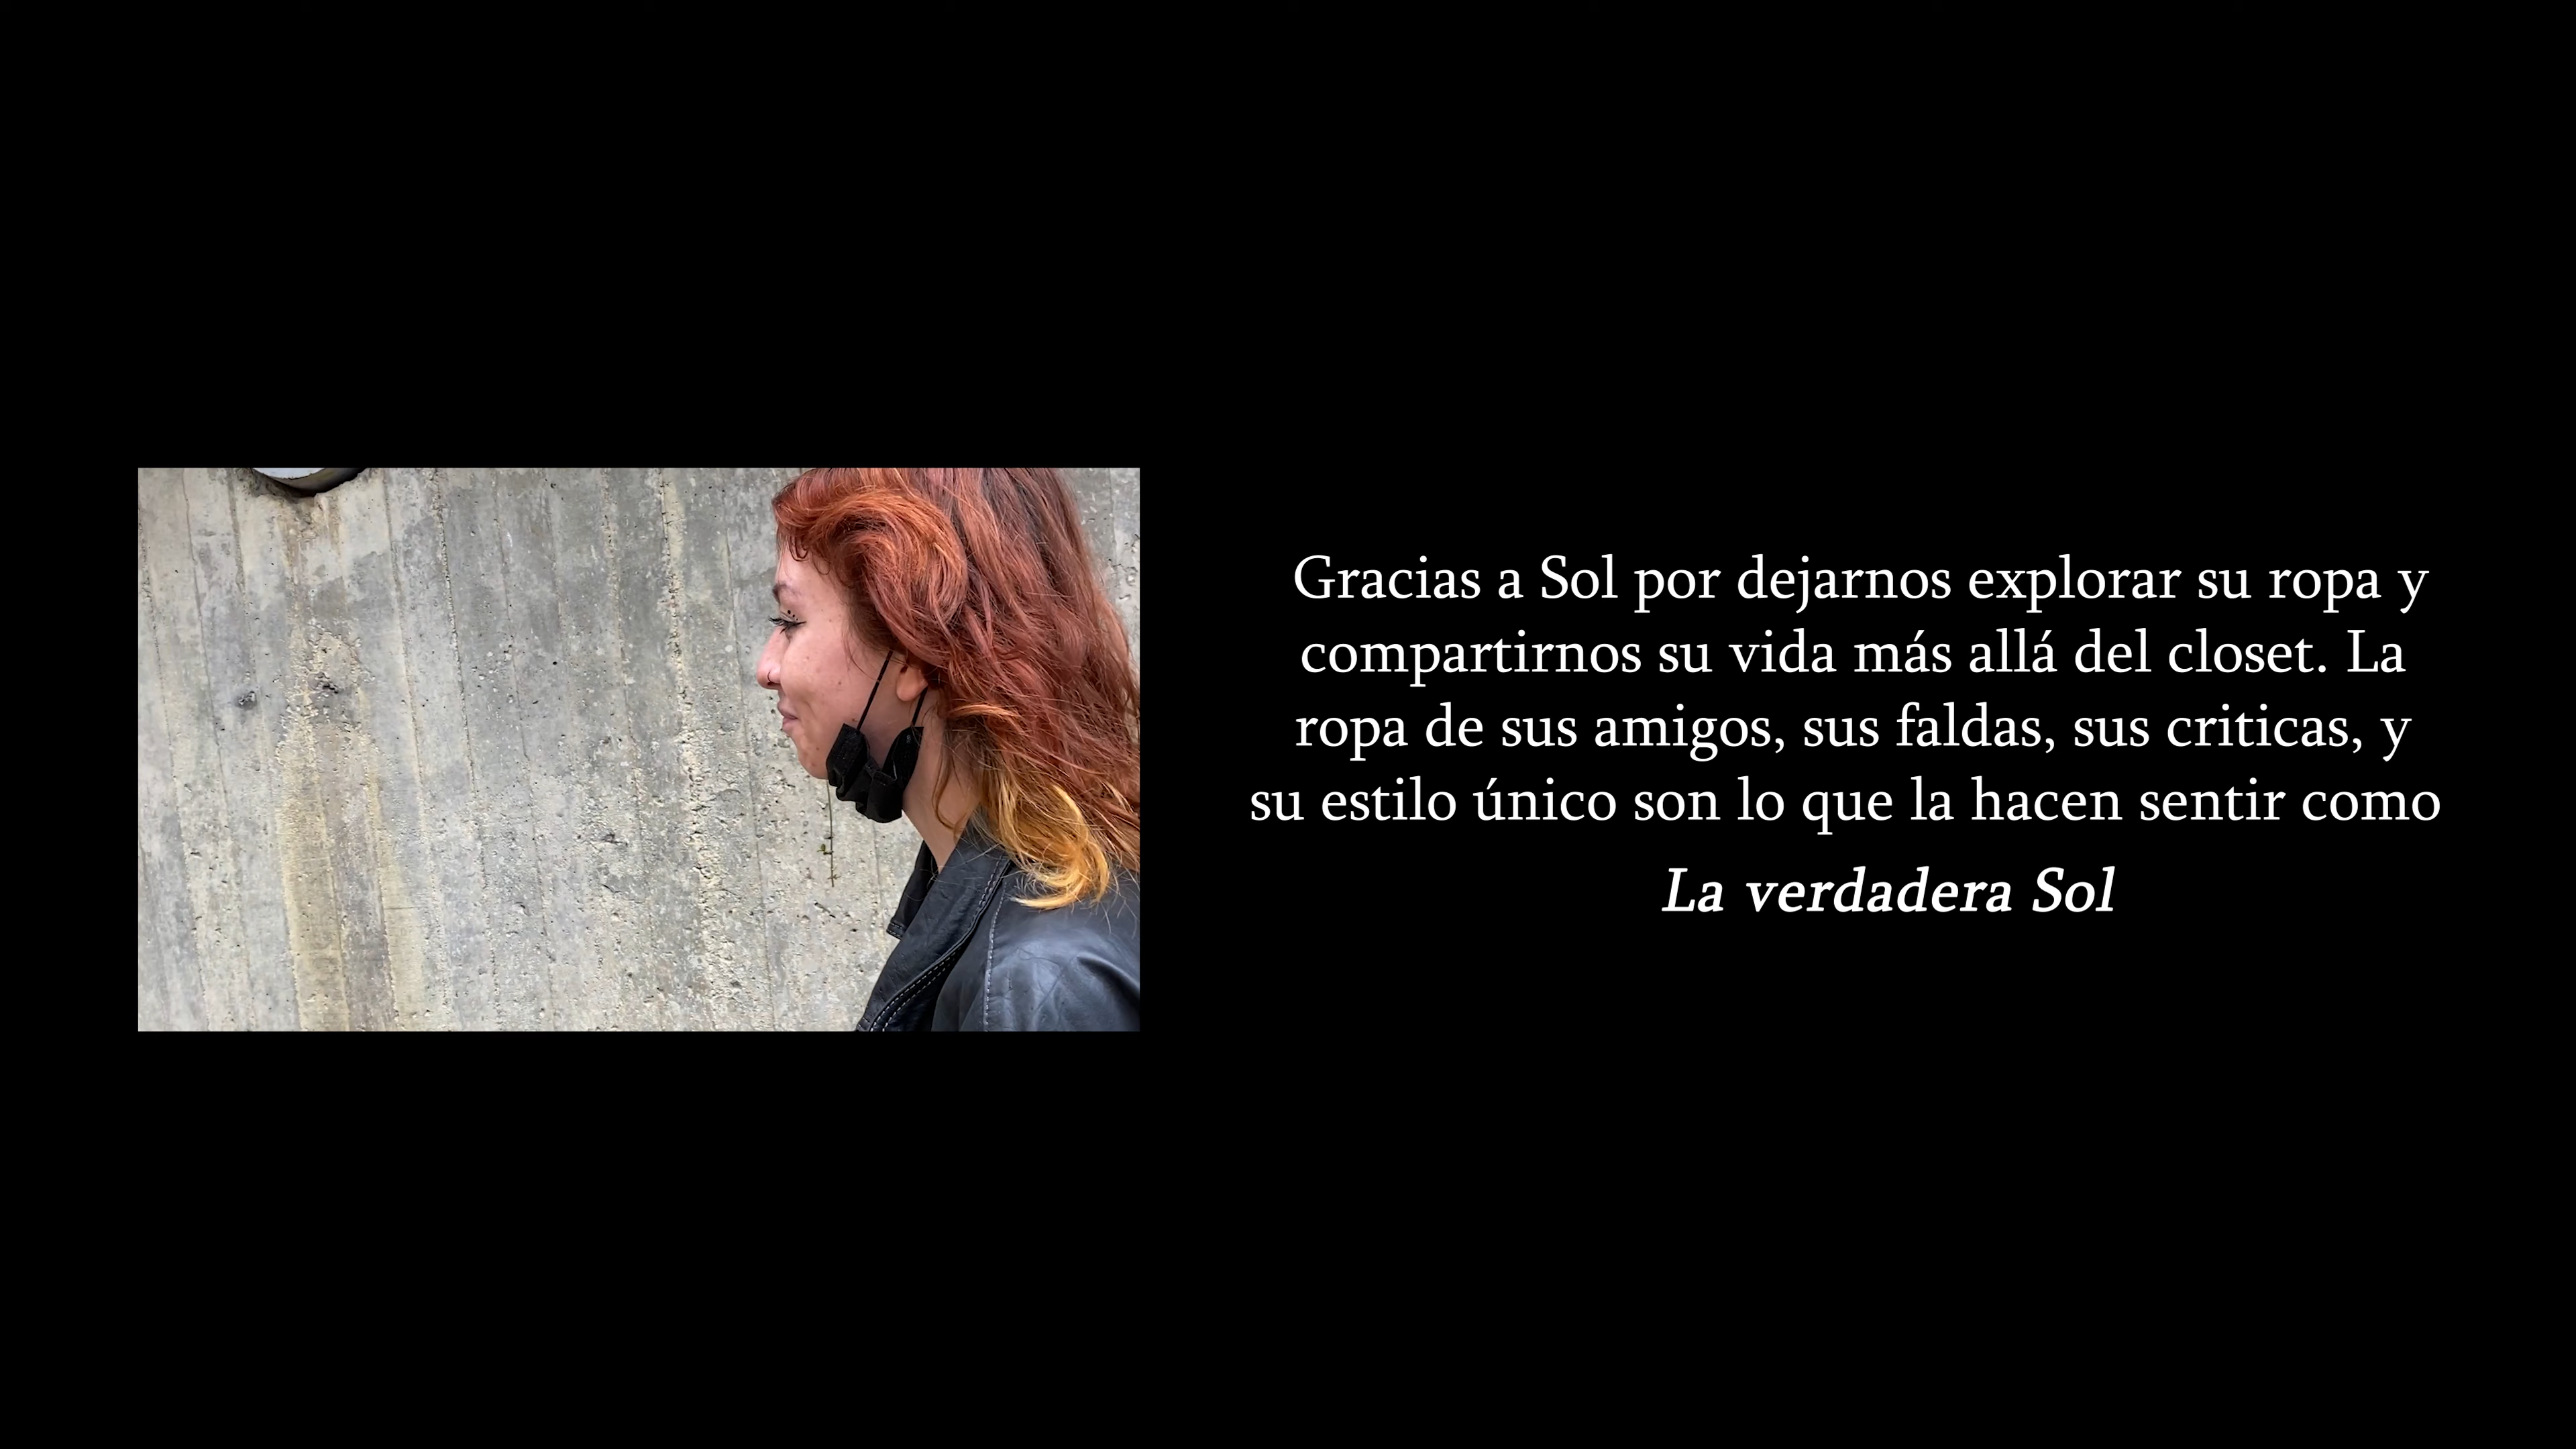 Gracias a Sol por dejarnos explorar su ropa y
compartirnos su vida más allá del closet. La
ropa de sus amigos, sus faldas, sus criticas, y
su estilo único son lo que la hacen sentir como
La verdadera Sol